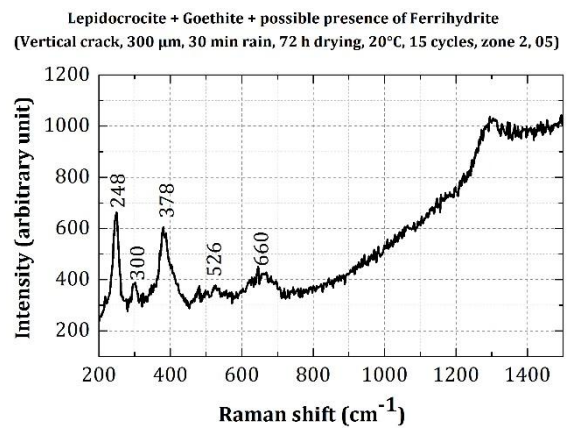 Lepidocrocite + Goethite + possible presence of Ferrihydrite
(Vertical crack, 300 µm, 30 min rain, 72 h drying, 20°C, 15 cycles, zone 2, 05)
Intensity (arbitrary unit)
1200
1000
800
600
400
200
248
300
378
526
660
200 400 600 800 1000 1200 1400
Raman shift (cm-1)